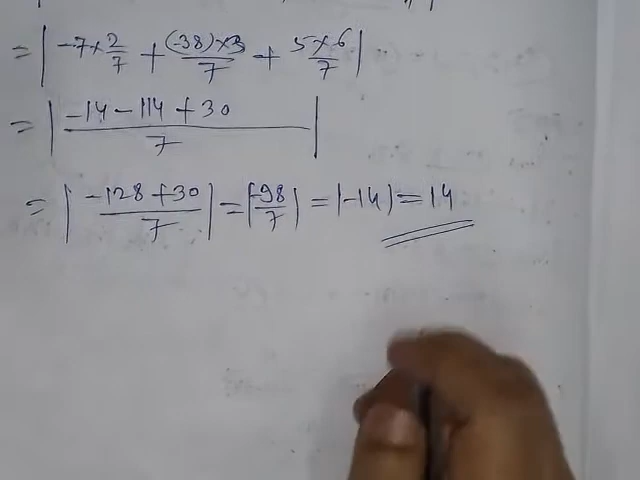 = | -7×2/7 + (-38)×3/7 + 5×6/7 |
= | -14 - 114 + 30/7 |
= | -128 + 30/7 | = | -98/7 | = |-14| = 14